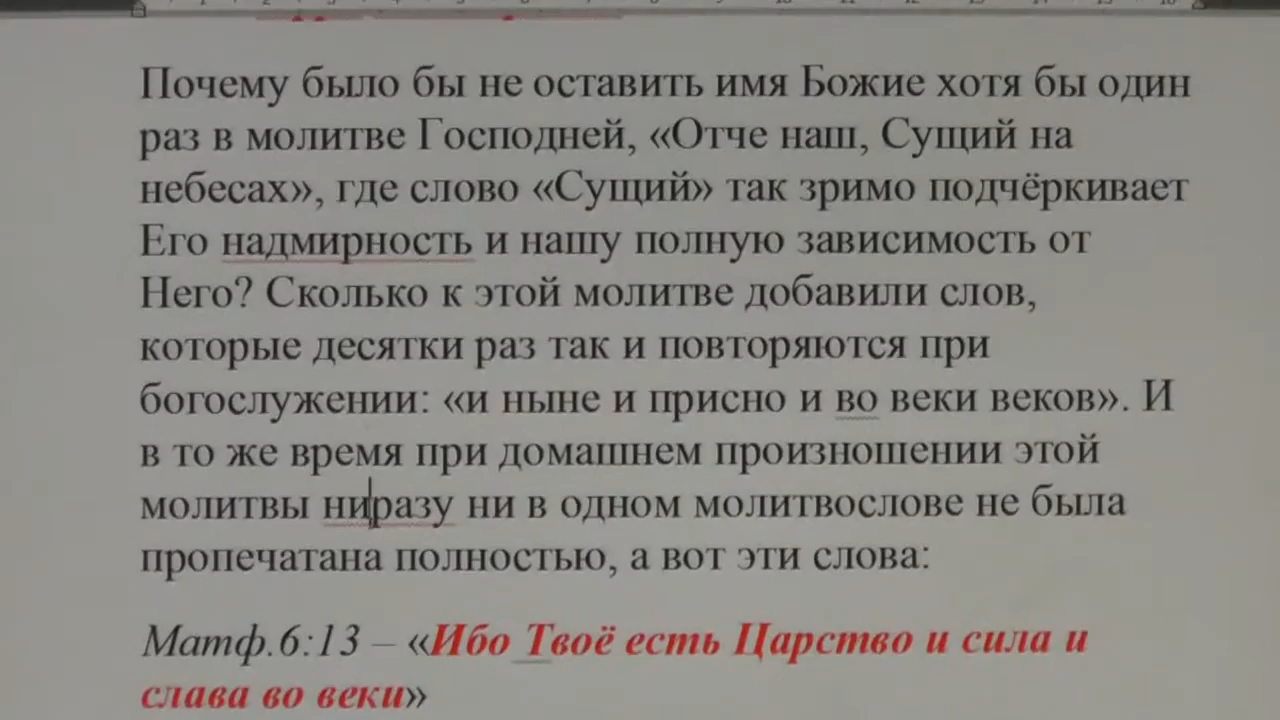 Почему было бы не оставить имя Божие хотя бы один
раз в молитве Господней, «Отче наш, Сущий на
небесах», где слово «Сущий» так зримо подчёркивает
Его надмирность и нашу полную зависимость от
Него? Сколько к этой молитве добавили слов,
которые десятки раз так и повторяются при
богослужении: «и ныне и присно и во веки веков». И
в то же время при домашнем произношении этой
молитвы ниразу ни в одном молитвослове не была
пропечатана полностью, а вот эти слова:
Матф.6:13 – «Ибо Твоё есть Царство и сила и
слава во веки»